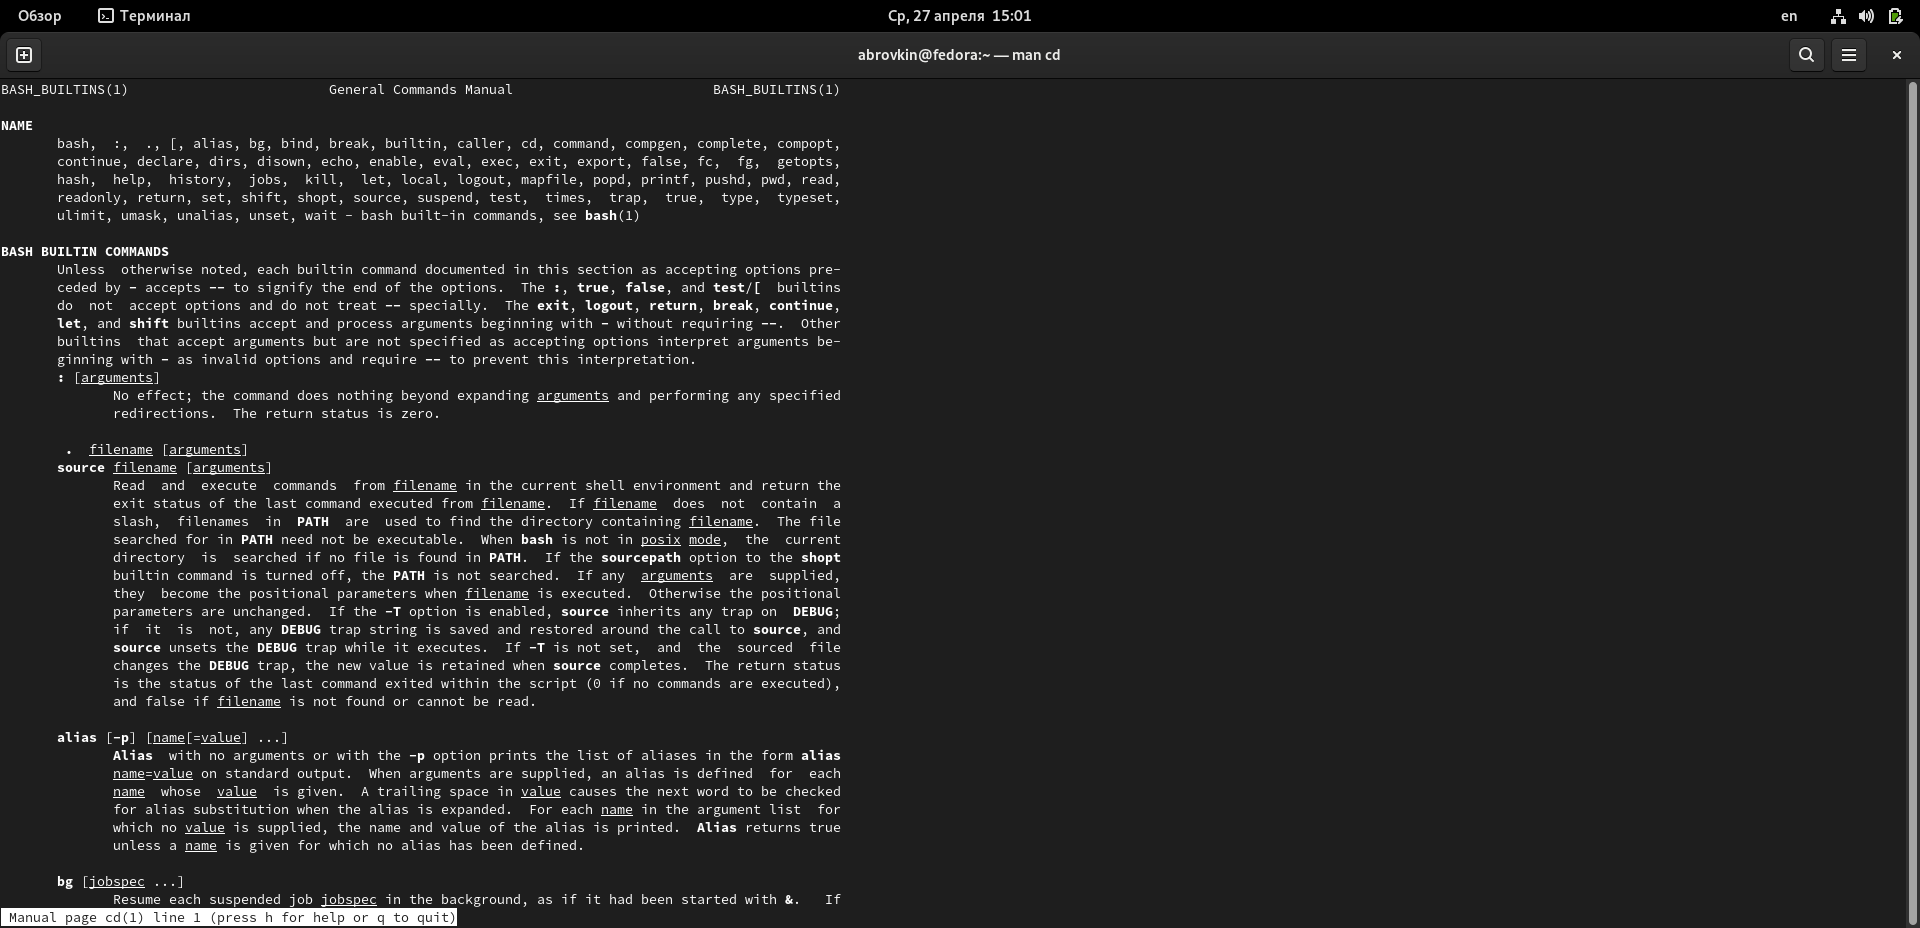 Обзор Терминал Ср, 27 апреля 15:01 en
abrovkin@fedora:~ — man cd
BASH_BUILTINS(1) General Commands Manual BASH_BUILTINS(1)
NAME
bash, :, ., [, alias, bg, bind, break, builtin, caller, cd, command, compgen, complete, compopt,
continue, declare, dirs, disown, echo, enable, eval, exec, exit, export, false, fc, fg, getopts,
hash, help, history, jobs, kill, let, local, logout, mapfile, popd, printf, pushd, pwd, read,
readonly, return, set, shift, shopt, source, suspend, test, times, trap, true, type, typeset,
ulimit, umask, unalias, unset, wait - bash built-in commands, see bash(1)
BASH BUILTIN COMMANDS
Unless otherwise noted, each builtin command documented in this section as accepting options pre-
ceded by - accepts -- to signify the end of the options. The :, true, false, and test/[ builtins
do not accept options and do not treat -- specially. The exit, logout, return, break, continue,
let, and shift builtins accept and process arguments beginning with - without requiring --. Other
builtins that accept arguments but are not specified as accepting options interpret arguments be-
ginning with - as invalid options and require -- to prevent this interpretation.
: [arguments]
No effect; the command does nothing beyond expanding arguments and performing any specified
redirections. The return status is zero.
. filename [arguments]
source filename [arguments]
Read and execute commands from filename in the current shell environment and return the
exit status of the last command executed from filename. If filename does not contain a
slash, filenames in PATH are used to find the directory containing filename. The file
searched for in PATH need not be executable. When bash is not in posix mode, the current
directory is searched if no file is found in PATH. If the sourcepath option to the shopt
builtin command is turned off, the PATH is not searched. If any arguments are supplied,
they become the positional parameters when filename is executed. Otherwise the positional
parameters are unchanged. If the -T option is enabled, source inherits any trap on DEBUG;
if it is not, any DEBUG trap string is saved and restored around the call to source, and
source unsets the DEBUG trap while it executes. If -T is not set, and the sourced file
changes the DEBUG trap, the new value is retained when source completes. The return status
is the status of the last command exited within the script (0 if no commands are executed),
and false if filename is not found or cannot be read.
alias [-p] [name[=value] ...]
Alias with no arguments or with the -p option prints the list of aliases in the form alias
name=value on standard output. When arguments are supplied, an alias is defined for each
name whose value is given. A trailing space in value causes the next word to be checked
for alias substitution when the alias is expanded. For each name in the argument list for
which no value is supplied, the name and value of the alias is printed. Alias returns true
unless a name is given for which no alias has been defined.
bg [jobspec ...]
Resume each suspended job jobspec in the background, as if it had been started with &. If
Manual page cd(1) line 1 (press h for help or q to quit)